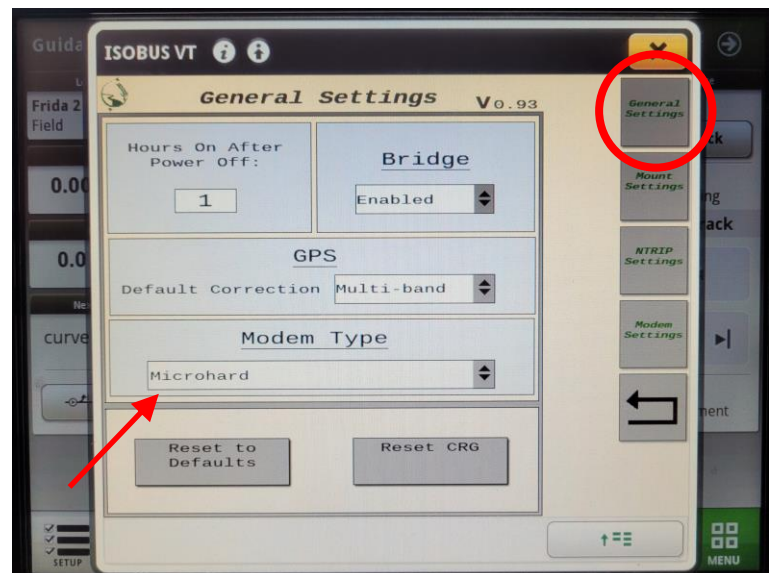 Guida
ISOBUS VT
General Settings V0.93
General
Settings
Frida 2
Field
Hours On After
Power Off:
1
Bridge
Enabled
ck
Mount
Settings
0.00
ng
ack
GPS
Default Correction Multi-band
NTRIP
Settings
0.0
Ne
curve
Modem Type
Microhard
Modem
Settings
Reset to
Defaults
Reset CRG
ment
SETUP
MENU